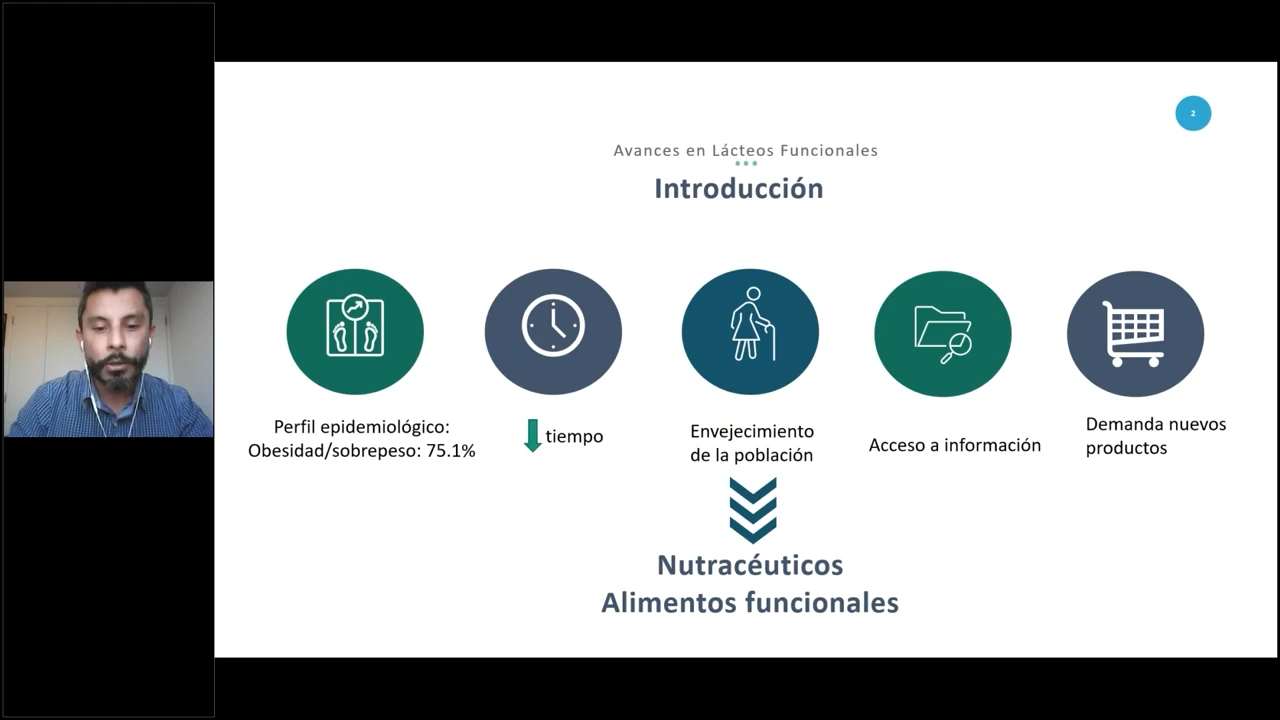 2
Avances en Lácteos Funcionales
Introducción
Perfil epidemiológico:
Obesidad/sobrepeso: 75.1%
tiempo
Envejecimiento
de la población
Acceso a información
Demanda nuevos
productos
Nutracéuticos
Alimentos funcionales